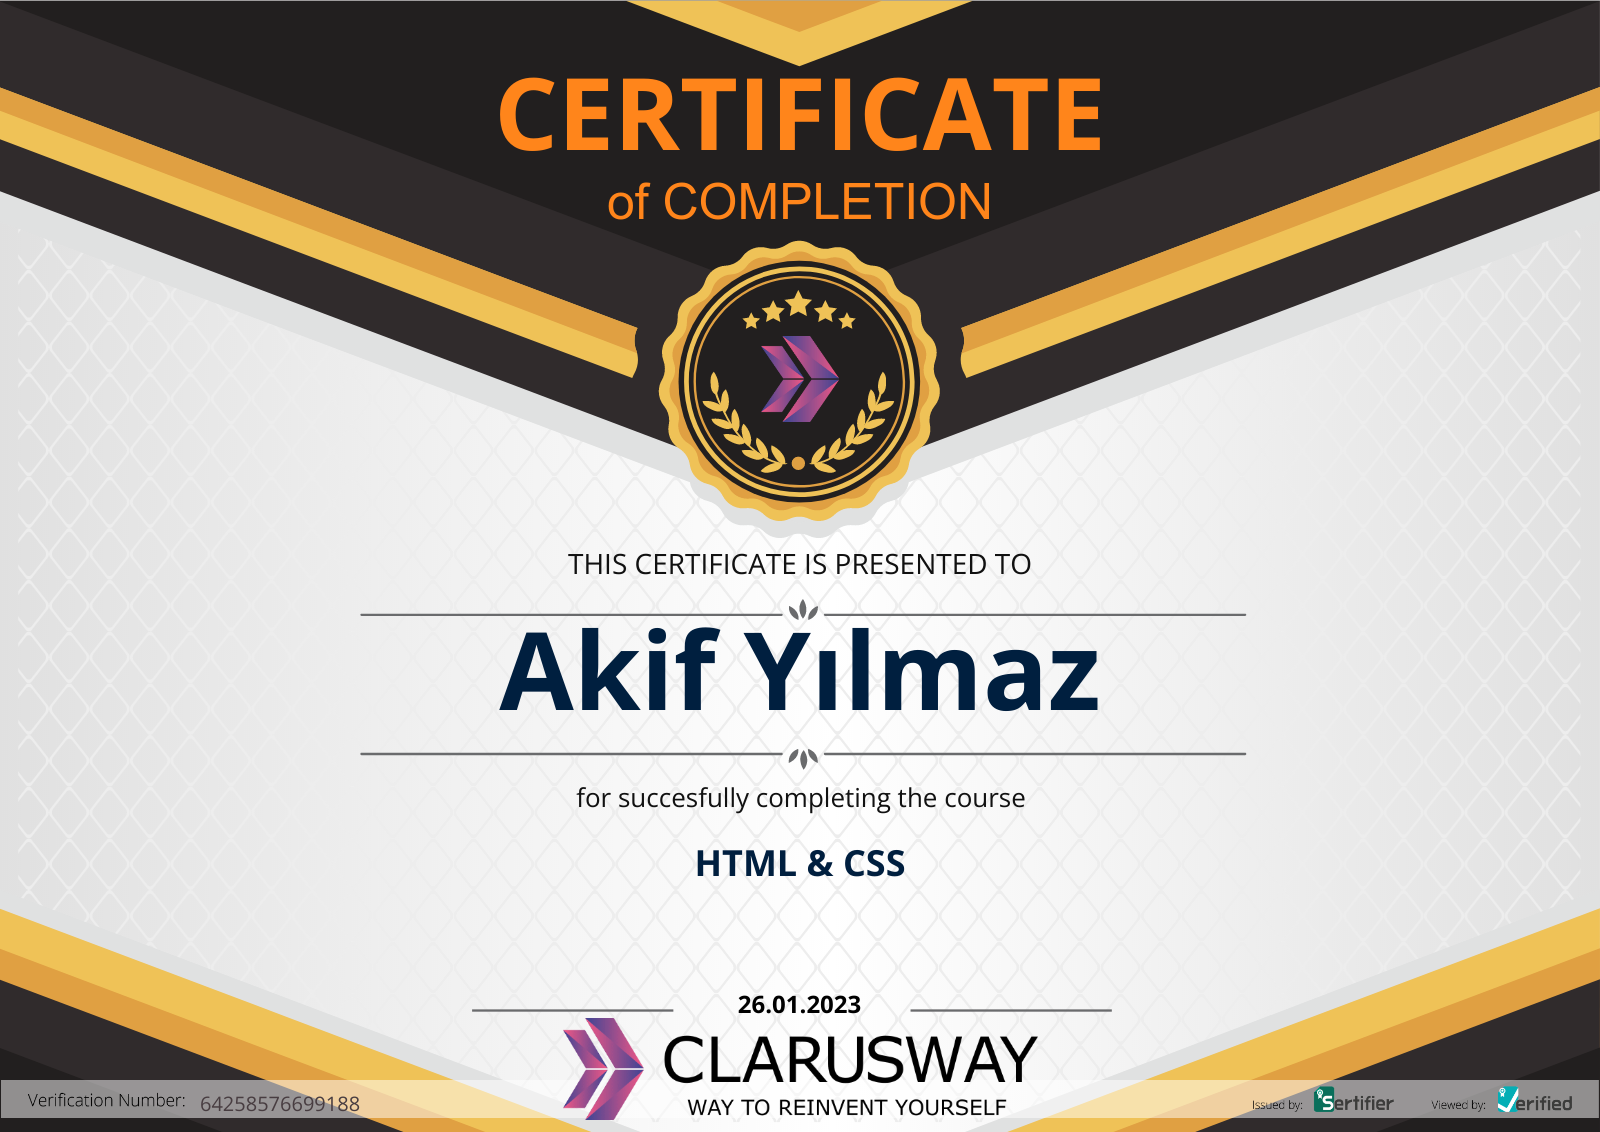 CERTIFICATE
of COMPLETION
THIS CERTIFICATE IS PRESENTED TO
Akif Yılmaz
for succesfully completing the course
HTML & CSS
26.01.2023
CLARUSWAY
WAY TO REINVENT YOURSELF
Verification Number: 64258576699188
Issued by: Sertifier
Viewed by: Verified